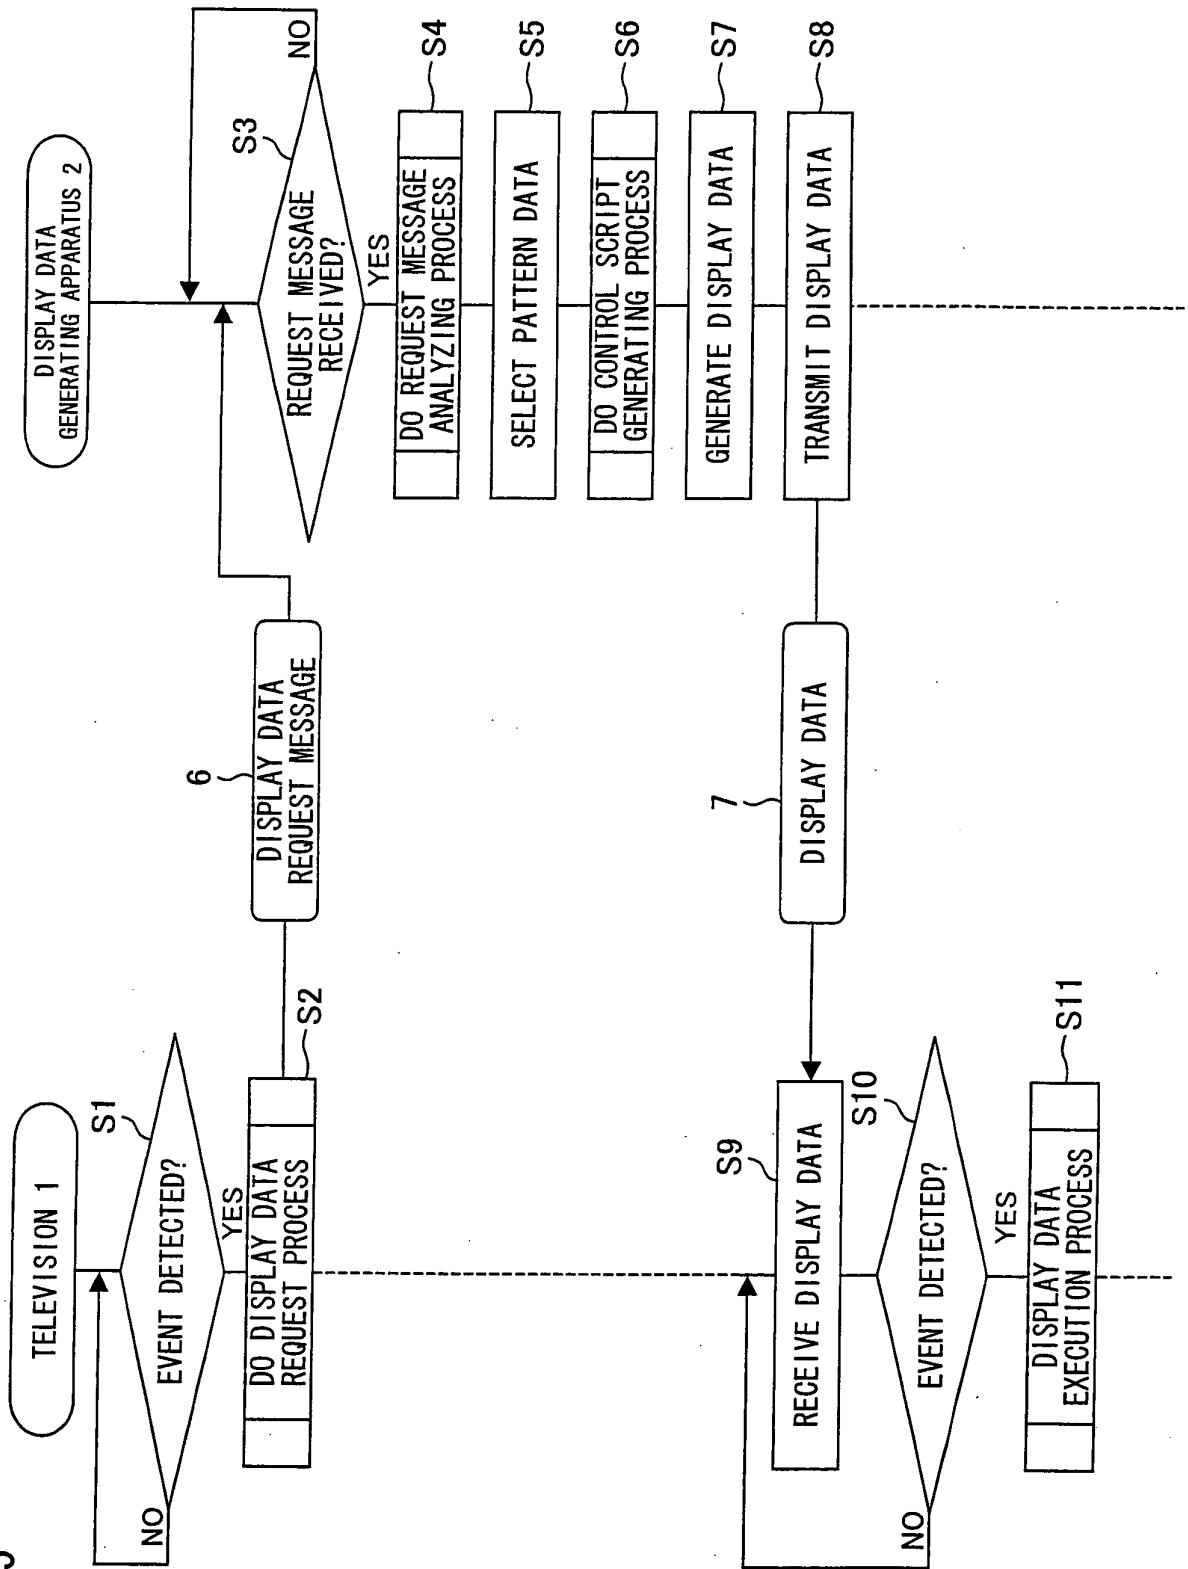 TELEVISION 1
S1
EVENT DETECTED?
NO
YES
S2
DO DISPLAY DATA
REQUEST PROCESS
6
DISPLAY DATA
REQUEST MESSAGE
DISPLAY DATA
GENERATING APPARATUS 2
S3
REQUEST MESSAGE
RECEIVED?
NO
YES
S4
DO REQUEST MESSAGE
ANALYZING PROCESS
S5
SELECT PATTERN DATA
S6
DO CONTROL SCRIPT
GENERATING PROCESS
S7
GENERATE DISPLAY DATA
S8
TRANSMIT DISPLAY DATA
7
DISPLAY DATA
S9
RECEIVE DISPLAY DATA
S10
EVENT DETECTED?
NO
YES
S11
DISPLAY DATA
EXECUTION PROCESS